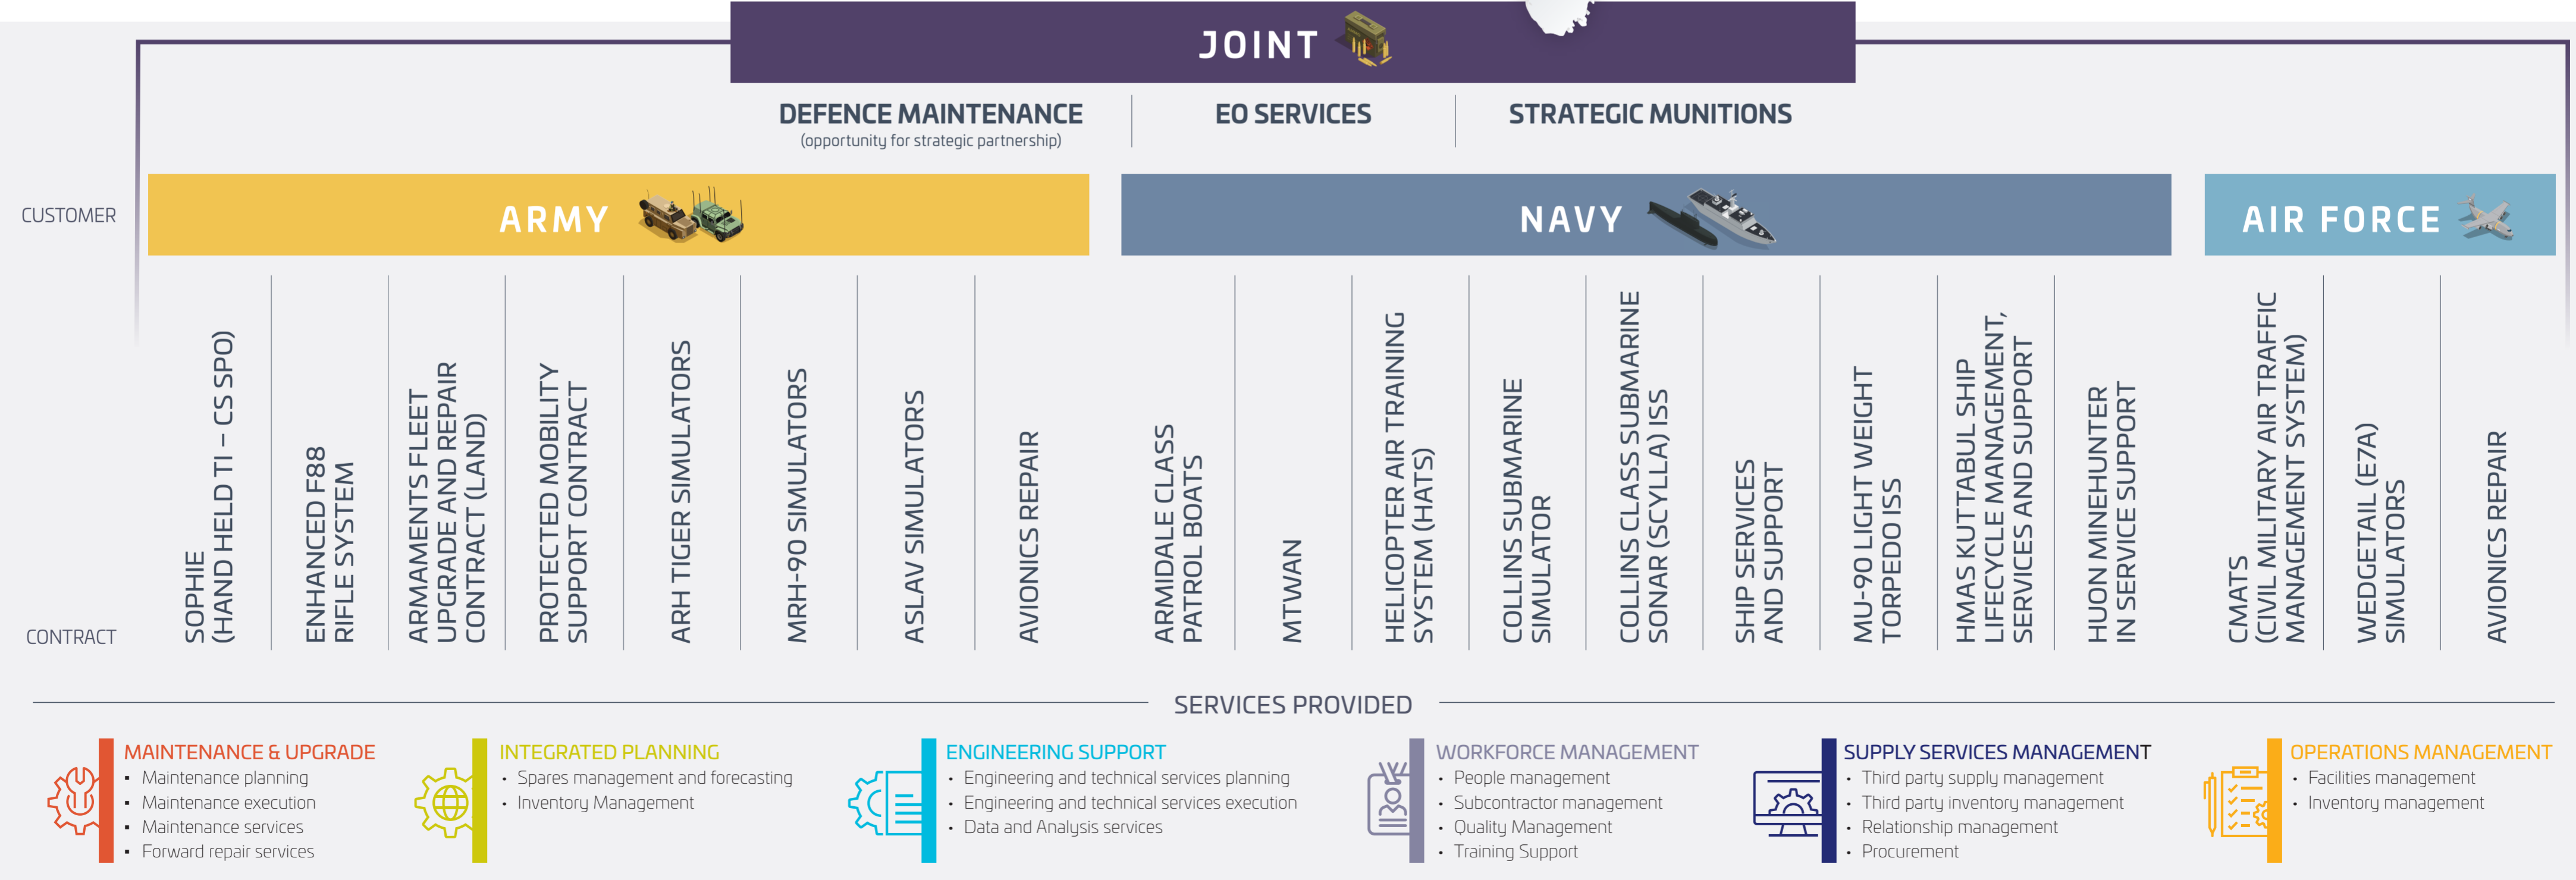 JOINT
DEFENCE MAINTENANCE
(opportunity for strategic partnership)
EO SERVICES
STRATEGIC MUNITIONS
CUSTOMER
ARMY
NAVY
AIR FORCE
CONTRACT
SOPHIE
(HAND HELD TI – CS SPO)
ENHANCED F88
RIFLE SYSTEM
ARMAMENTS FLEET
UPGRADE AND REPAIR
CONTRACT (LAND)
PROTECTED MOBILITY
SUPPORT CONTRACT
ARH TIGER SIMULATORS
MRH-90 SIMULATORS
ASLAV SIMULATORS
AVIONICS REPAIR
ARMIDALE CLASS
PATROL BOATS
MTWAN
HELICOPTER AIR TRAINING
SYSTEM (HATS)
COLLINS SUBMARINE
SIMULATOR
COLLINS CLASS SUBMARINE
SONAR (SCYLLA) ISS
SHIP SERVICES
AND SUPPORT
MU-90 LIGHT WEIGHT
TORPEDO ISS
HMAS KUTTABUL SHIP
LIFECYCLE MANAGEMENT,
SERVICES AND SUPPORT
HUON MINEHUNTER
IN SERVICE SUPPORT
CMATS
(CIVIL MILITARY AIR TRAFFIC
MANAGEMENT SYSTEM)
WEDGETAIL (E7A)
SIMULATORS
AVIONICS REPAIR
SERVICES PROVIDED
MAINTENANCE & UPGRADE
▪ Maintenance planning
▪ Maintenance execution
▪ Maintenance services
▪ Forward repair services
INTEGRATED PLANNING
• Spares management and forecasting
• Inventory Management
ENGINEERING SUPPORT
• Engineering and technical services planning
• Engineering and technical services execution
• Data and Analysis services
WORKFORCE MANAGEMENT
• People management
• Subcontractor management
• Quality Management
• Training Support
SUPPLY SERVICES MANAGEMENT
• Third party supply management
• Third party inventory management
• Relationship management
• Procurement
OPERATIONS MANAGEMENT
• Facilities management
• Inventory management